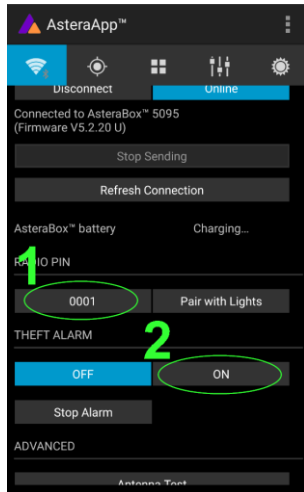 AsteraApp™
Disconnect
Online
Connected to AsteraBox™ 5095
(Firmware V5.2.20 U)
Stop Sending
Refresh Connection
AsteraBox™ battery
Charging...
1
RADIO PIN
0001
Pair with Lights
THEFT ALARM
2
OFF
ON
Stop Alarm
ADVANCED
Antenna Test